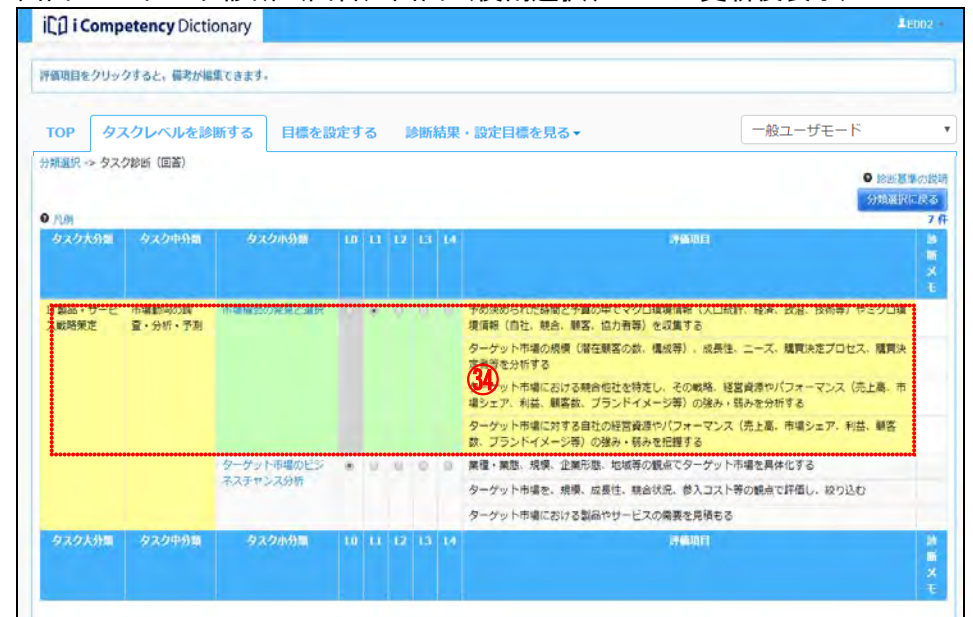 i Competency Dictionary
ED02
評価項目をクリックすると、備考が編集できます。
TOP タスクレベルを診断する 目標を設定する 診断結果・設定目標を見る
一般ユーザモード
分類選択 -> タスク診断（回答）
診断基準の説明
分類選択に戻る
凡例
7 件
タスク大分類 タスク中分類 タスク小分類 L0 L1 L2 L3 L4 評価項目 診断メモ
製品・サービス戦略策定
市場動向の調査・分析・予測
市場機会の発見と選択
予め決められた時間と予算の中でマクロ環境情報（人口統計、経済、政治、技術等）やミクロ環
境情報（自社、競合、顧客、協力者等）を収集する
ターゲット市場の規模（潜在顧客の数、構成等）、成長性、ニーズ、購買決定プロセス、購買決
等を分析する
㉞
ット市場における競合他社を特定し、その戦略、経営資源やパフォーマンス（売上高、市
場シェア、利益、顧客数、ブランドイメージ等）の強み・弱みを分析する
ターゲット市場に対する自社の経営資源やパフォーマンス（売上高、市場シェア、利益、顧客
数、ブランドイメージ等）の強み・弱みを把握する
ターゲット市場のビジ
ネスチャンス分析
業種・業態、規模、企業形態、地域等の観点でターゲット市場を具体化する
ターゲット市場を、規模、成長性、競合状況、参入コスト等の観点で評価し、絞り込む
ターゲット市場における製品やサービスの需要を見積もる
タスク大分類 タスク中分類 タスク小分類 L0 L1 L2 L3 L4 評価項目 診断メモ